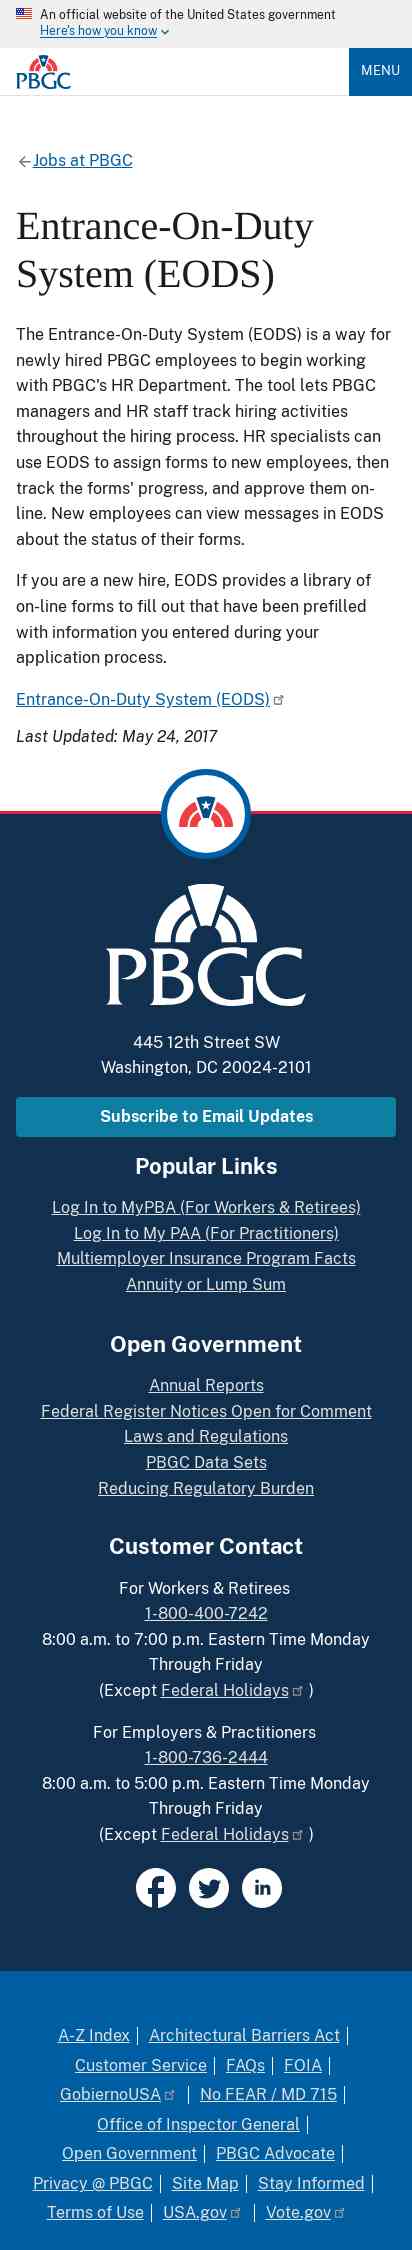 An official website of the United States government
Here's how you know
PBGC
MENU
Jobs at PBGC
Entrance-On-Duty
System (EODS)
The Entrance-On-Duty System (EODS) is a way for
newly hired PBGC employees to begin working
with PBGC's HR Department. The tool lets PBGC
managers and HR staff track hiring activities
throughout the hiring process. HR specialists can
use EODS to assign forms to new employees, then
track the forms' progress, and approve them on-
line. New employees can view messages in EODS
about the status of their forms.
If you are a new hire, EODS provides a library of
on-line forms to fill out that have been prefilled
with information you entered during your
application process.
Entrance-On-Duty System (EODS)
Last Updated: May 24, 2017
PBGC
445 12th Street SW
Washington, DC 20024-2101
Subscribe to Email Updates
Popular Links
Log In to MyPBA (For Workers & Retirees)
Log In to My PAA (For Practitioners)
Multiemployer Insurance Program Facts
Annuity or Lump Sum
Open Government
Annual Reports
Federal Register Notices Open for Comment
Laws and Regulations
PBGC Data Sets
Reducing Regulatory Burden
Customer Contact
For Workers & Retirees
1-800-400-7242
8:00 a.m. to 7:00 p.m. Eastern Time Monday
Through Friday
(Except Federal Holidays )
For Employers & Practitioners
1-800-736-2444
8:00 a.m. to 5:00 p.m. Eastern Time Monday
Through Friday
(Except Federal Holidays )
A-Z Index | Architectural Barriers Act |
Customer Service | FAQs | FOIA |
GobiernoUSA | No FEAR / MD 715 |
Office of Inspector General |
Open Government | PBGC Advocate |
Privacy @ PBGC | Site Map | Stay Informed |
Terms of Use | USA.gov | Vote.gov